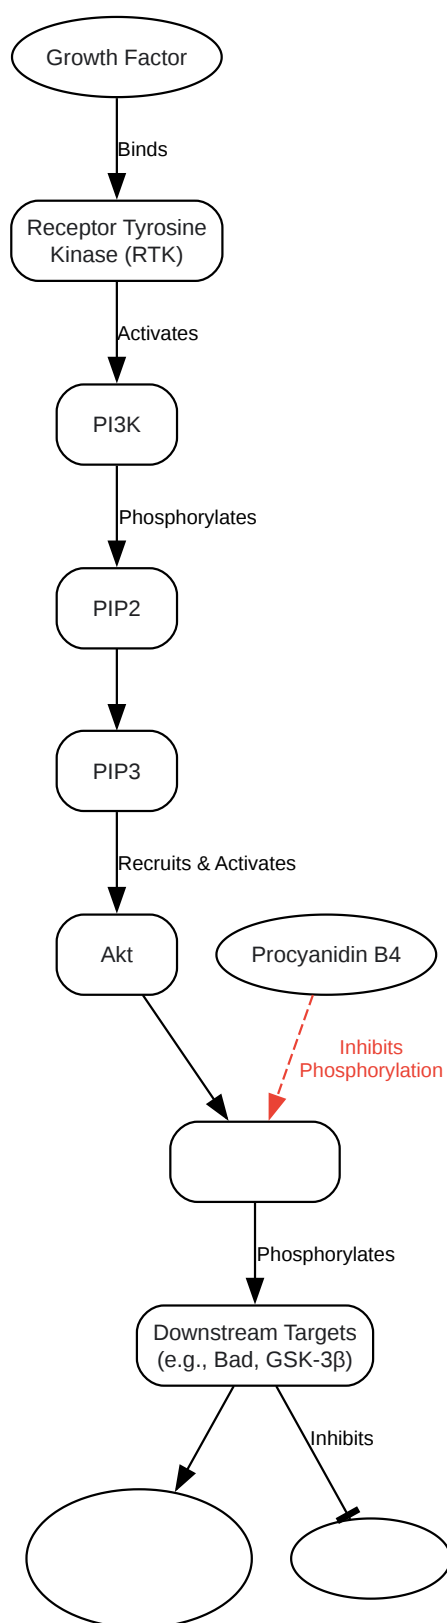 Growth Factor
Binds
Receptor Tyrosine
Kinase (RTK)
Activates
PI3K
Phosphorylates
PIP2
PIP3
Recruits & Activates
Akt
Procyanidin B4
Inhibits
Phosphorylation
Phosphorylates
Downstream Targets
(e.g., Bad, GSK-3β)
Inhibits